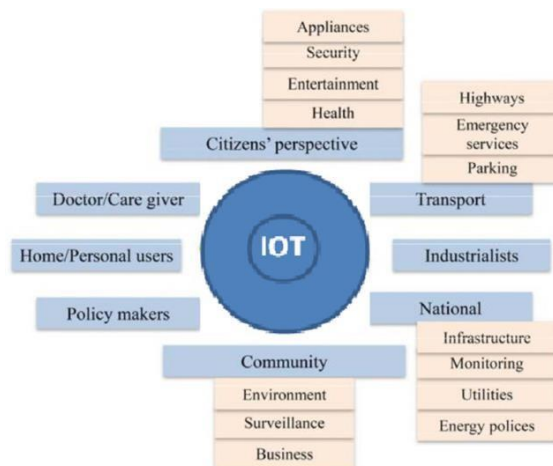 Appliances
Security
Entertainment
Health
Citizens' perspective
Highways
Emergency
services
Parking
Transport
Doctor/Care giver
IOT
Home/Personal users
Industrialists
Policy makers
National
Infrastructure
Monitoring
Utilities
Energy polices
Community
Environment
Surveillance
Business